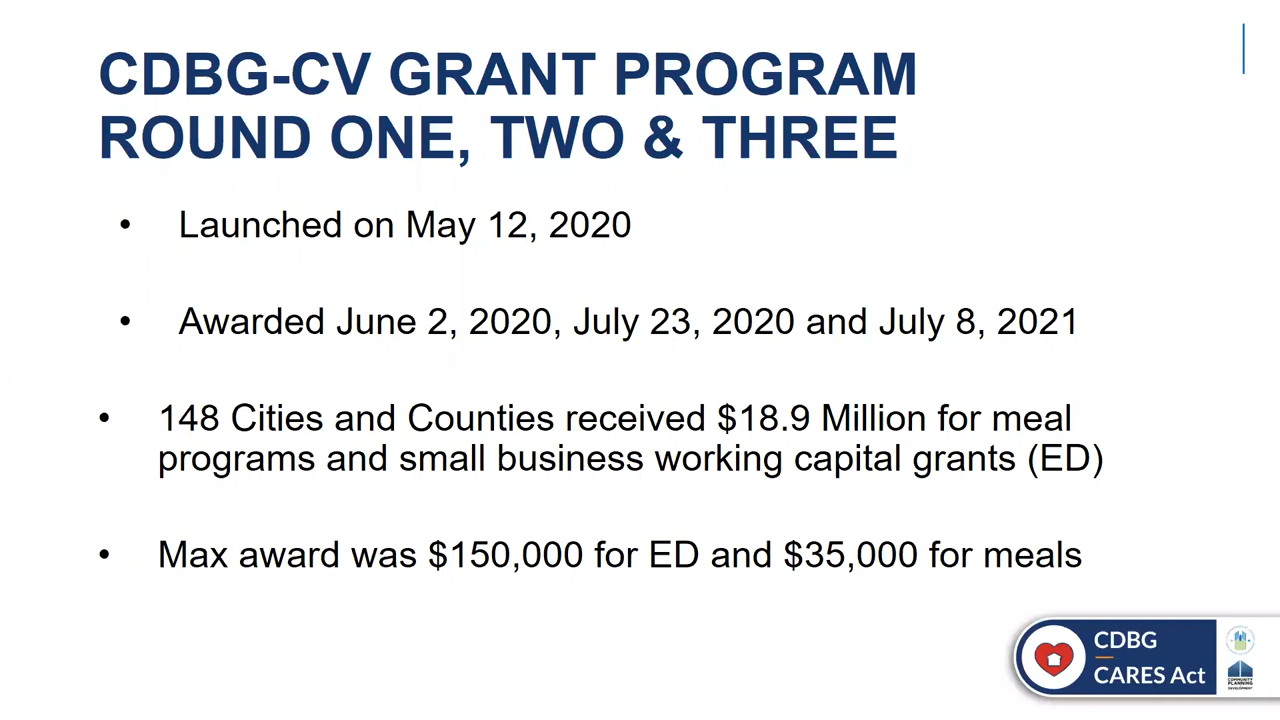 CDBG-CV GRANT PROGRAM
ROUND ONE, TWO & THREE
• Launched on May 12, 2020
• Awarded June 2, 2020, July 23, 2020 and July 8, 2021
• 148 Cities and Counties received $18.9 Million for meal
programs and small business working capital grants (ED)
• Max award was $150,000 for ED and $35,000 for meals
CDBG
CARES Act
COMMUNITY
PLANNING
DEVELOPMENT